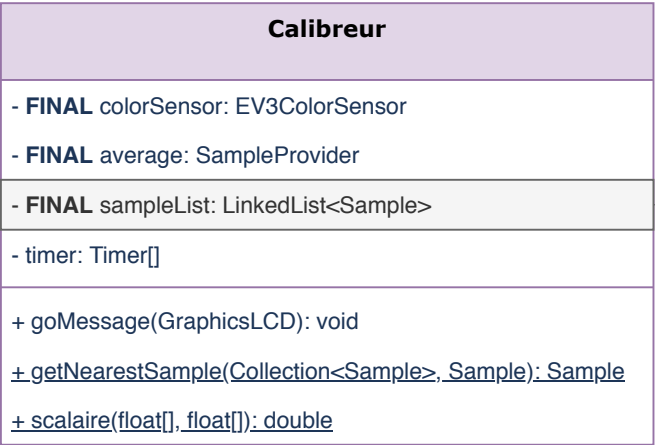 Calibreur
- FINAL colorSensor: EV3ColorSensor
- FINAL average: SampleProvider
- FINAL sampleList: LinkedList<Sample>
- timer: Timer[]
+ goMessage(GraphicsLCD): void
+ getNearestSample(Collection<Sample>, Sample): Sample
+ scalaire(float[], float[]): double